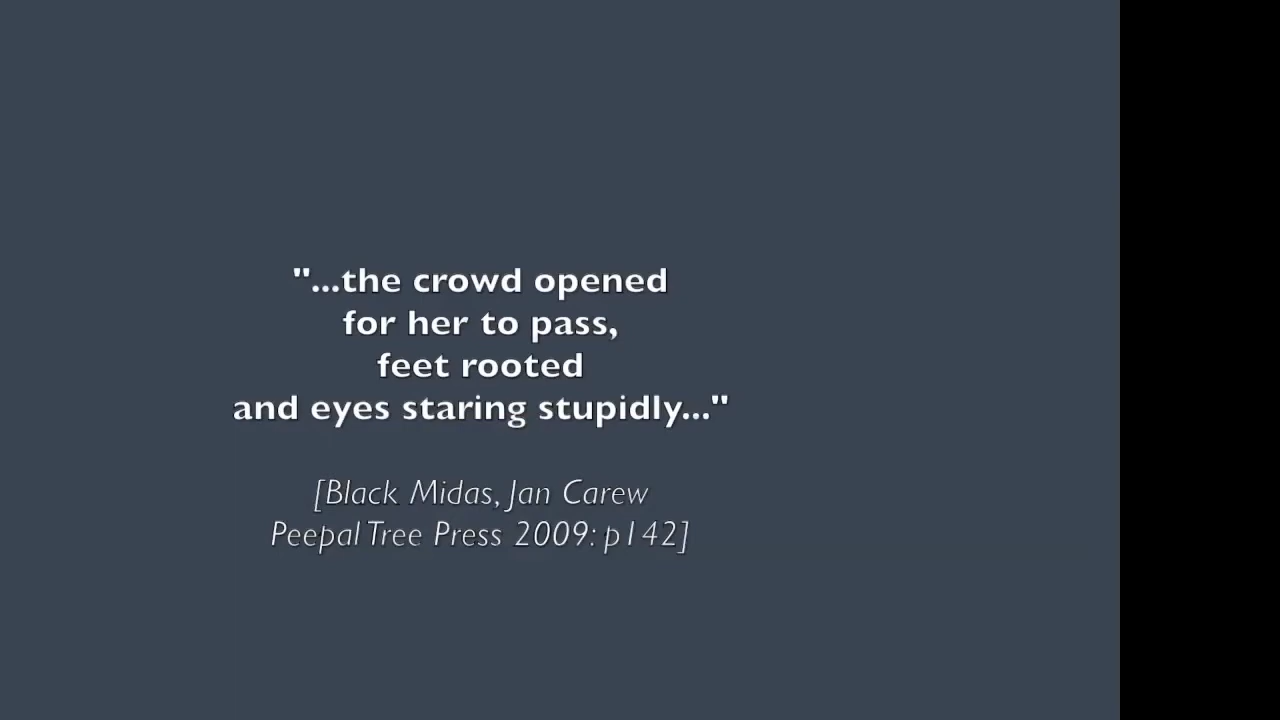 "...the crowd opened
for her to pass,
feet rooted
and eyes staring stupidly..."
[Black Midas, Jan Carew
Peepal Tree Press 2009: p142]